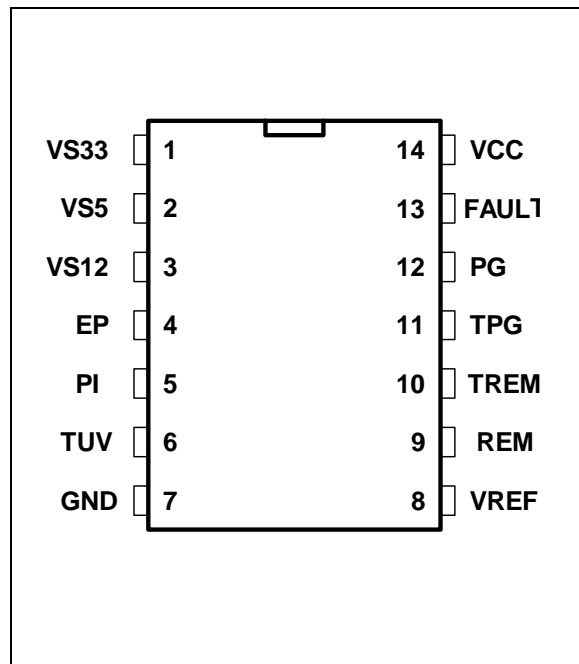 VS33 1 14 VCC
VS5 2 13 FAULT
VS12 3 12 PG
EP 4 11 TPG
PI 5 10 TREM
TUV 6 9 REM
GND 7 8 VREF